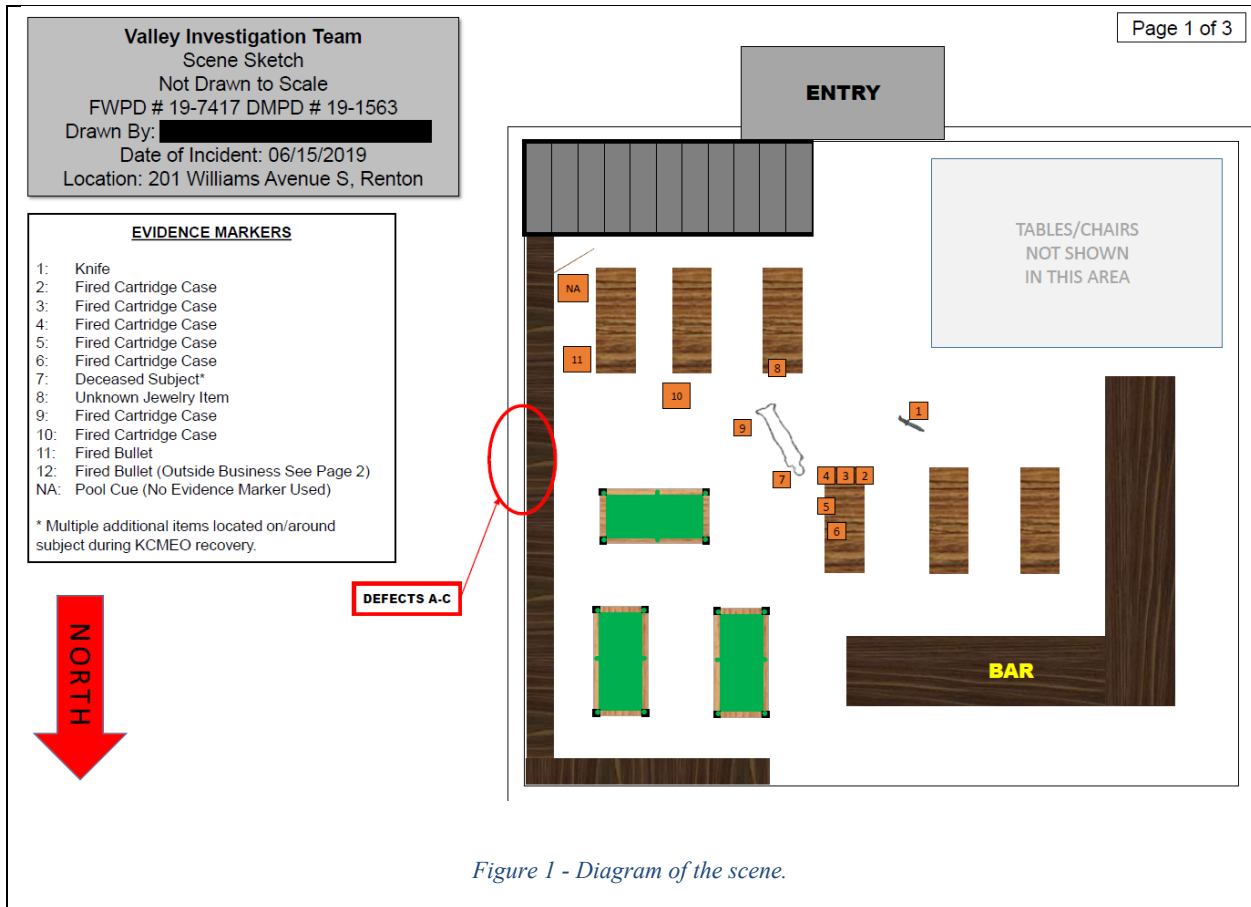 Page 1 of 3
Valley Investigation Team
Scene Sketch
Not Drawn to Scale
FWPD # 19-7417 DMPD # 19-1563
Drawn By:
Date of Incident: 06/15/2019
Location: 201 Williams Avenue S, Renton
EVIDENCE MARKERS
1: Knife
2: Fired Cartridge Case
3: Fired Cartridge Case
4: Fired Cartridge Case
5: Fired Cartridge Case
6: Fired Cartridge Case
7: Deceased Subject*
8: Unknown Jewelry Item
9: Fired Cartridge Case
10: Fired Cartridge Case
11: Fired Bullet
12: Fired Bullet (Outside Business See Page 2)
NA: Pool Cue (No Evidence Marker Used)
* Multiple additional items located on/around
subject during KCMEO recovery.
NORTH
DEFECTS A-C
ENTRY
TABLES/CHAIRS
NOT SHOWN
IN THIS AREA
NA
11
8
10
1
9
7
4
3
2
5
6
BAR
Figure 1 - Diagram of the scene.